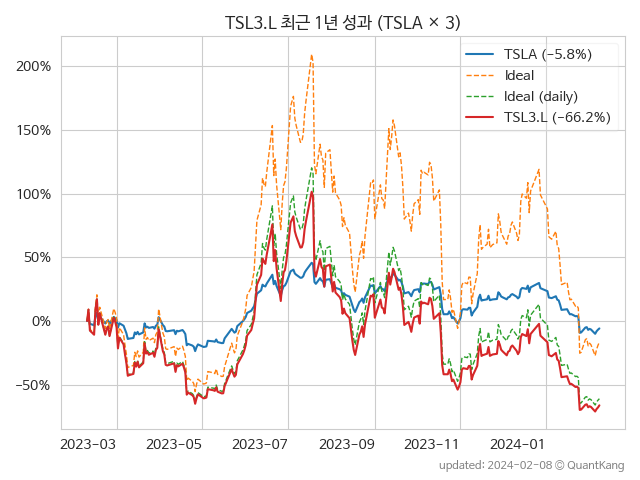 TSL3.L 최근 1년 성과 (TSLA × 3)
TSLA (−5.8%)
Ideal
Ideal (daily)
TSL3.L (−66.2%)
200%
150%
100%
50%
0%
−50%
2023-03 2023-05 2023-07 2023-09 2023-11 2024-01
updated: 2024-02-08 © QuantKang